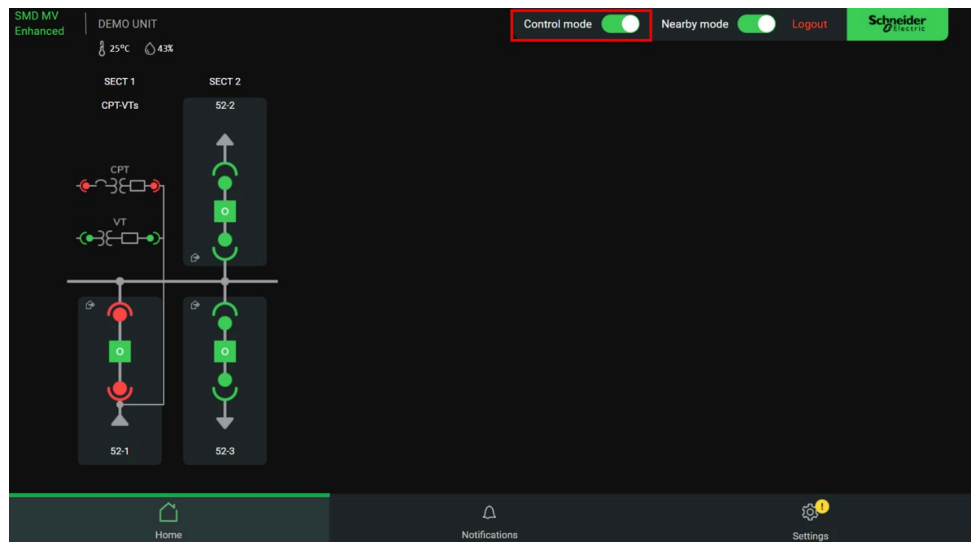 SMD MV
Enhanced
DEMO UNIT
25°C 43%
Control mode
Nearby mode
Logout
Schneider
Electric
SECT 1
SECT 2
CPT-VTs
52-2
CPT
O
VT
O
O
52-1
52-3
Home
Notifications
Settings